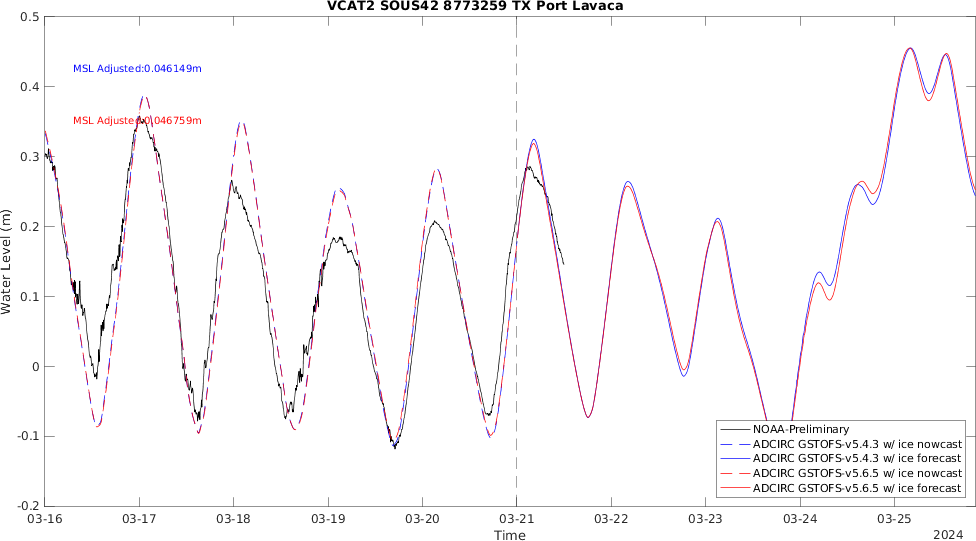 VCAT2 SOUS42 8773259 TX Port Lavaca
0.5
0.4
0.3
0.2
0.1
0
-0.1
-0.2
Water Level (m)
MSL Adjusted:0.046149m
MSL Adjusted:0.046759m
NOAA-Preliminary
ADCIRC GSTOFS-v5.4.3 w/ ice nowcast
ADCIRC GSTOFS-v5.4.3 w/ ice forecast
ADCIRC GSTOFS-v5.6.5 w/ ice nowcast
ADCIRC GSTOFS-v5.6.5 w/ ice forecast
03-16 03-17 03-18 03-19 03-20 03-21 03-22 03-23 03-24 03-25
Time
2024